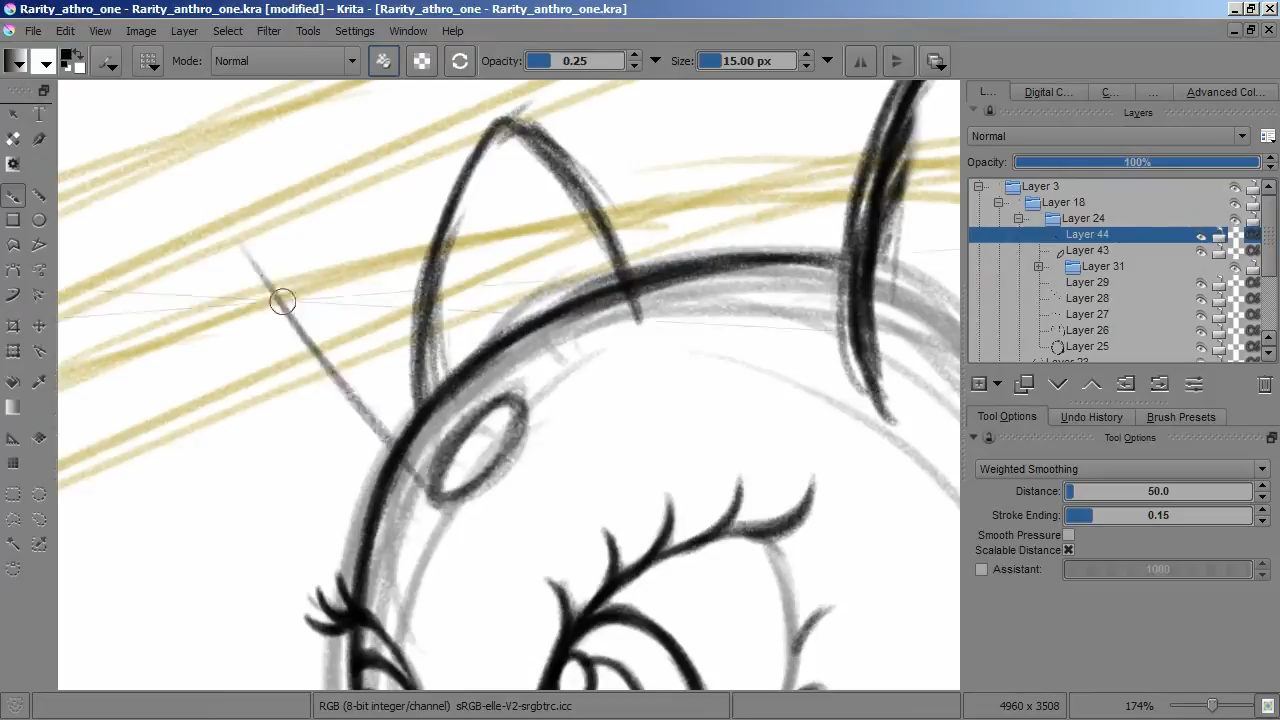 Rarity_athro_one - Rarity_anthro_one.kra [modified] – Krita - [Rarity_athro_one - Rarity_anthro_one.kra]
File Edit View Image Layer Select Filter Tools Settings Window Help
Mode: Normal Opacity: 0.25 Size: 15.00 px
L... Digital C... C... ... Advanced Col...
Layers
Normal
Opacity: 100%
Layer 3
Layer 18
Layer 24
Layer 44
Layer 43
Layer 31
Layer 29
Layer 28
Layer 27
Layer 26
Layer 25
Tool Options Undo History Brush Presets
Tool Options
Weighted Smoothing
Distance: 50.0
Stroke Ending: 0.15
Smooth Pressure
Scalable Distance
Assistant: 1000
RGB (8-bit integer/channel) sRGB-elle-V2-srgbtrc.icc 4960 x 3508 174%